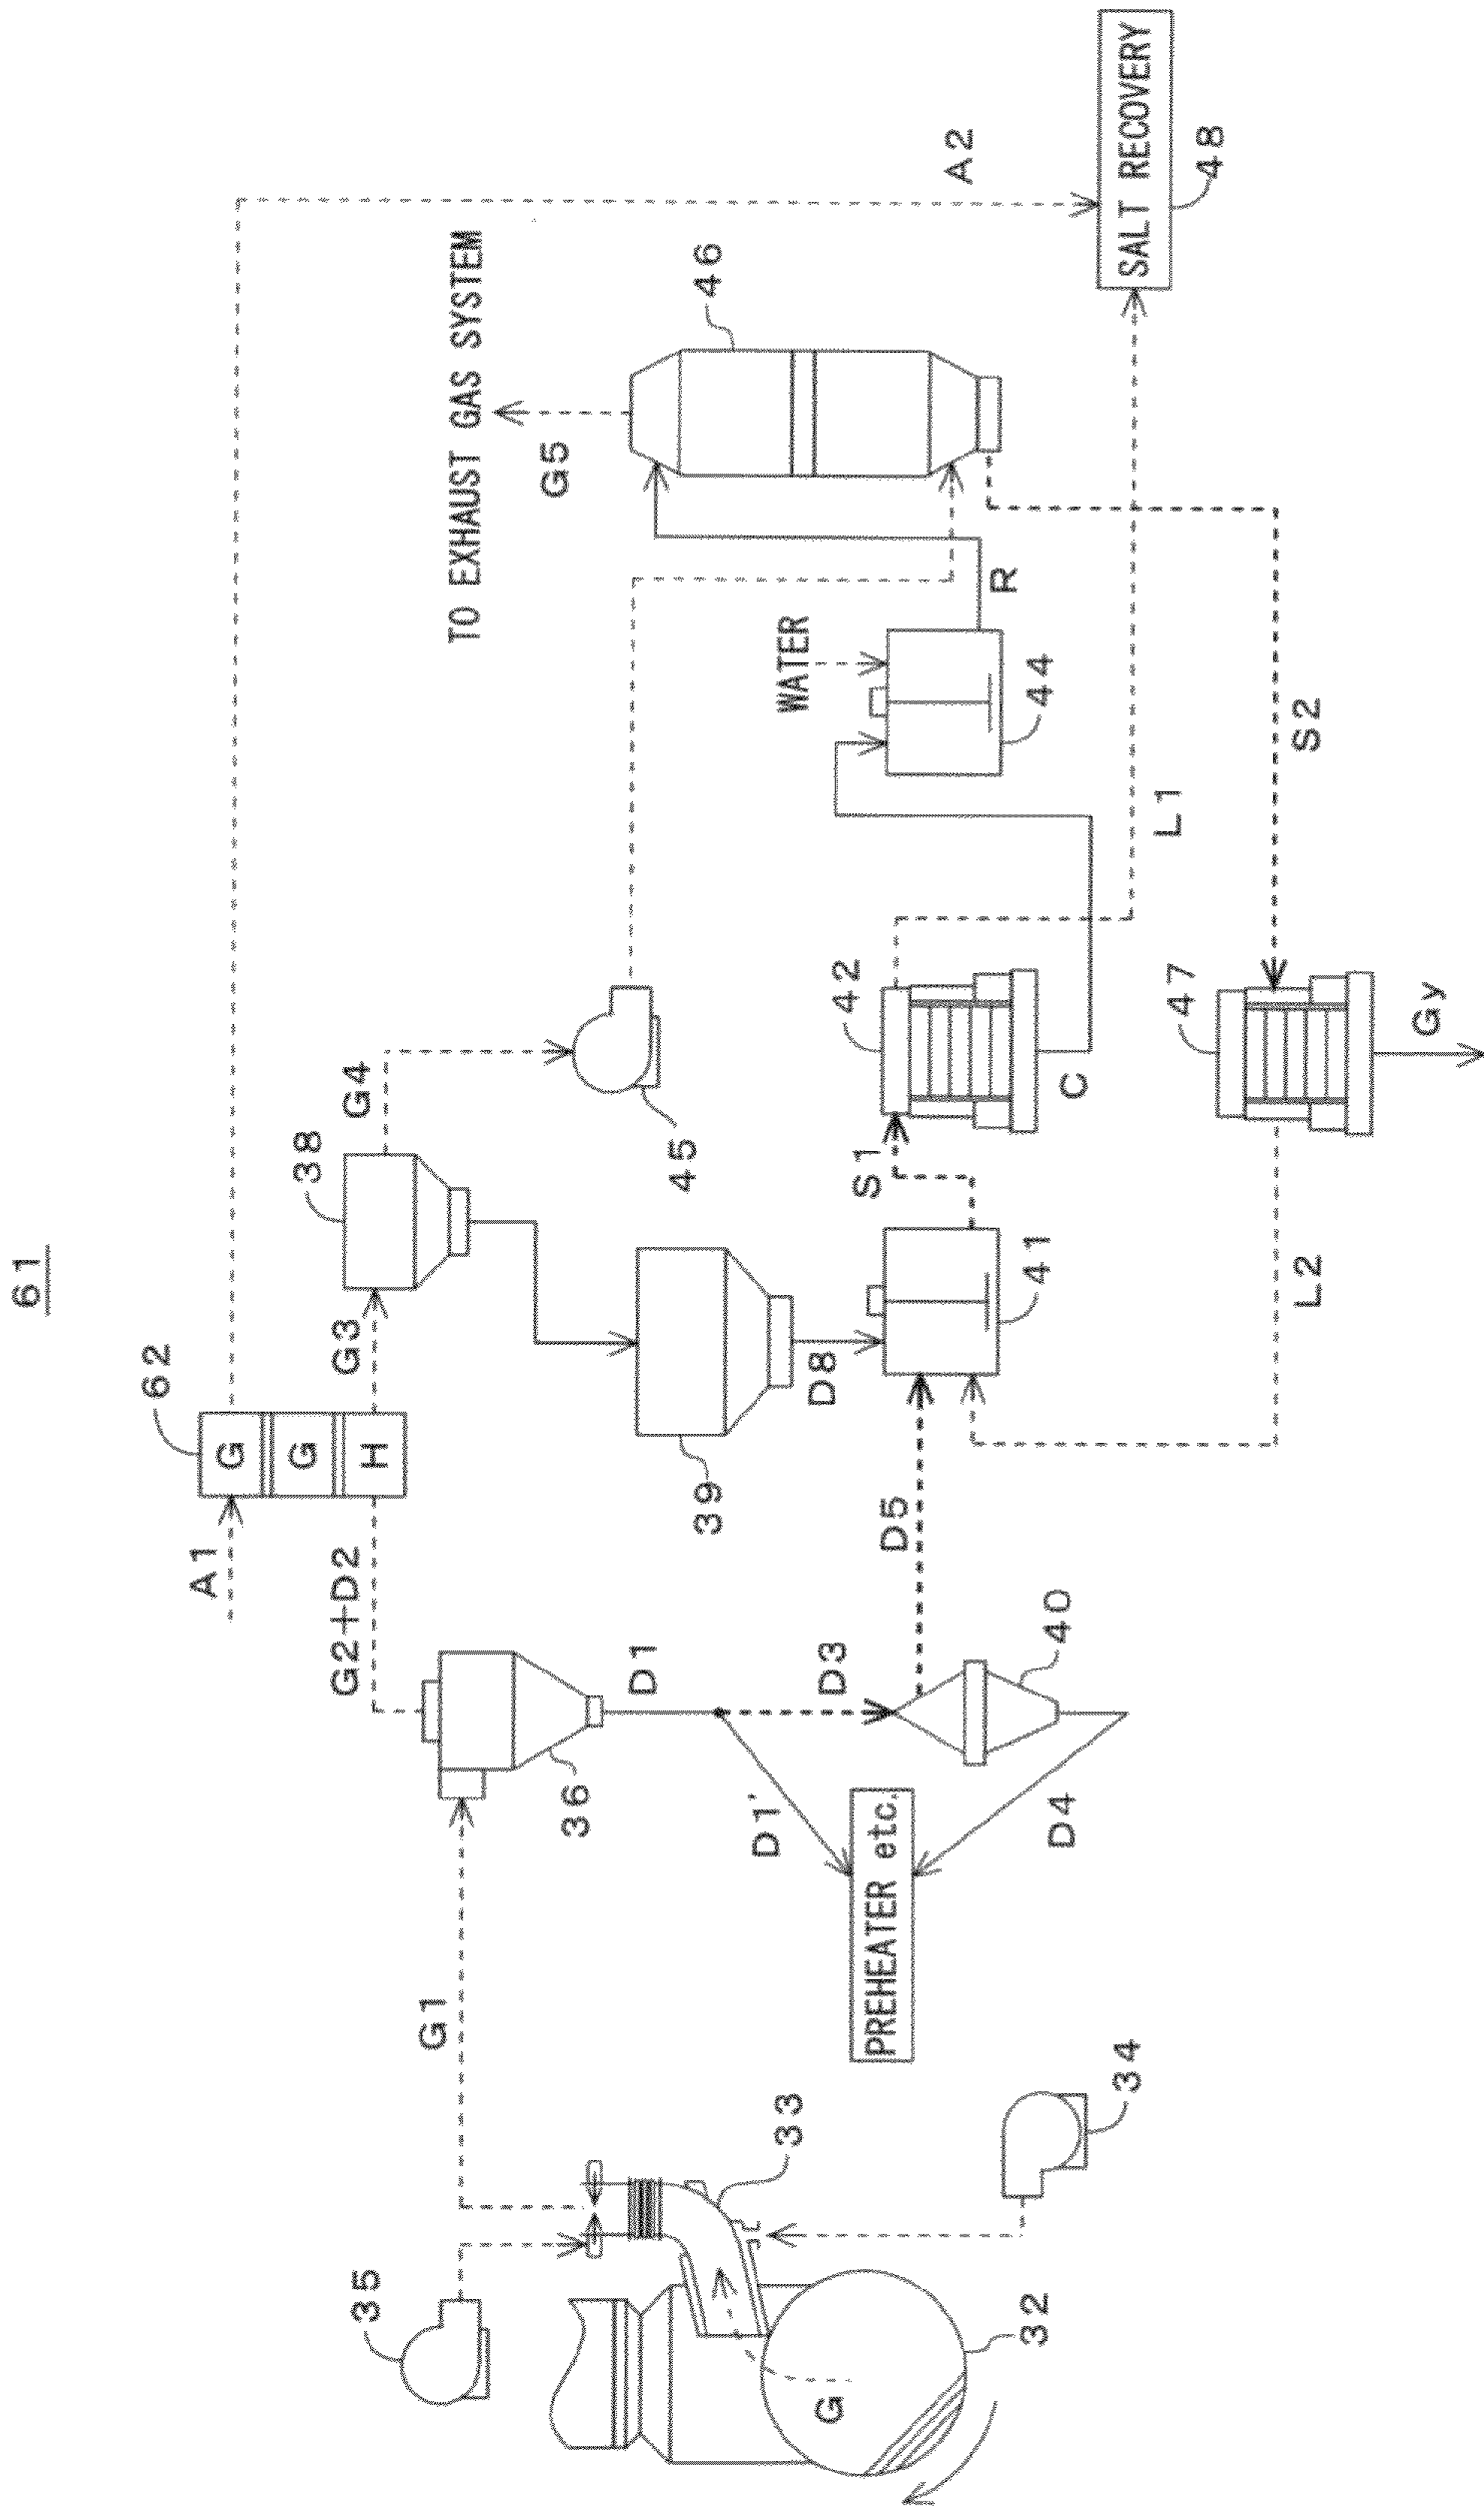 61
A1
62
G
G
H
A2
35
G1
G2+D2
G3
38
G4
TO EXHAUST GAS SYSTEM
G5
46
45
36
D1
39
33
D1'
D3
D8
S1
42
WATER
G
PREHEATER etc.
D5
41
44
R
32
34
D4
40
C
SALT RECOVERY
48
L1
L2
47
S2
Gy